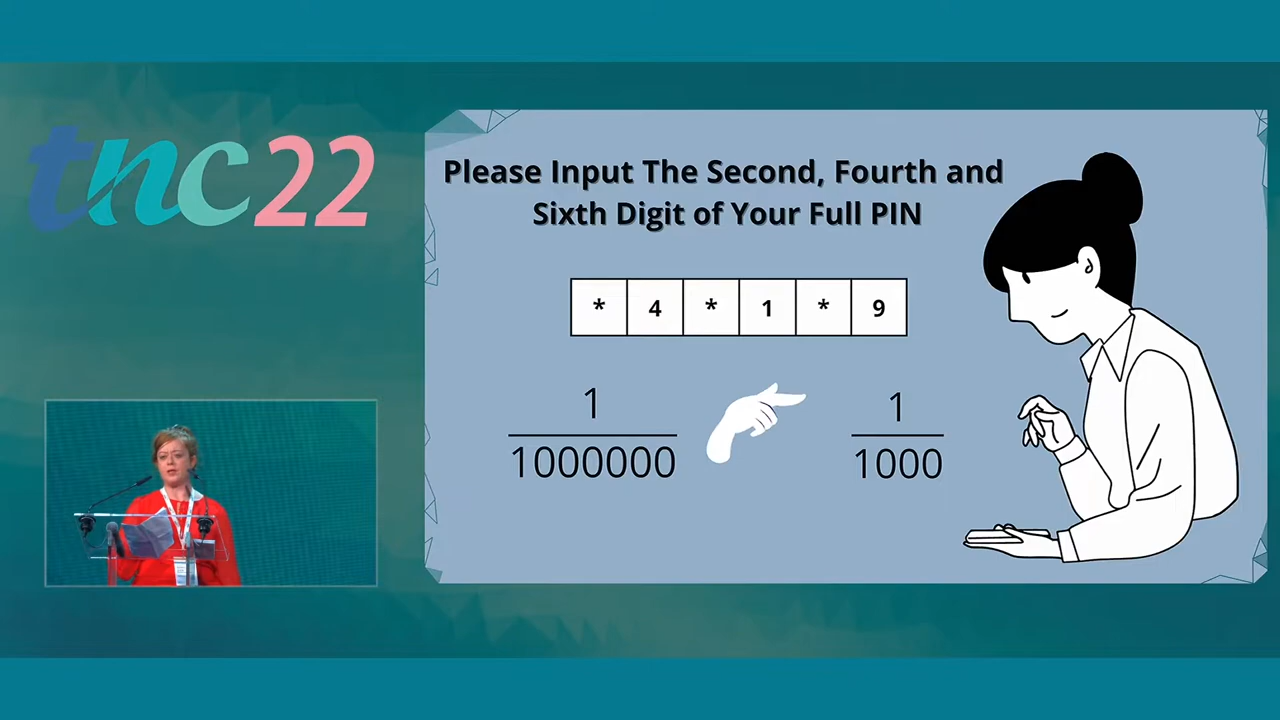 tnc22
Please Input The Second, Fourth and
Sixth Digit of Your Full PIN
* 4 * 1 * 9
1
1000000
1
1000